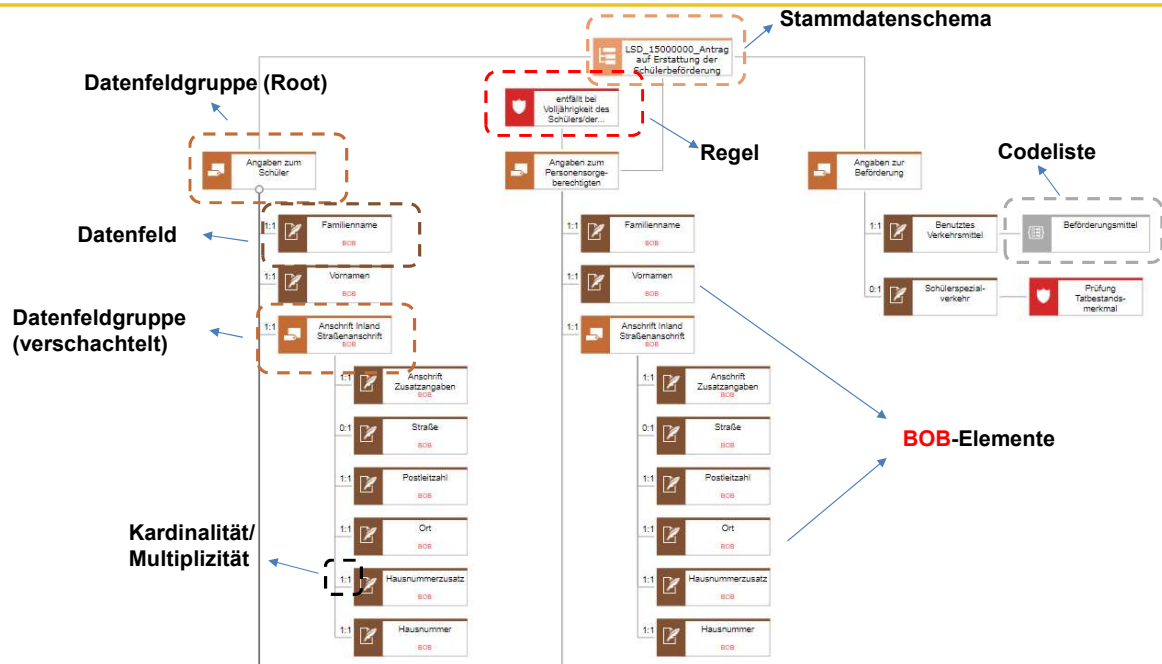 Stammdatenschema
LSD_15000000_Antrag
auf Erstattung der
Schülerbeförderung
Datenfeldgruppe (Root)
entfällt bei
Volljährigkeit des
Schülers/der...
Regel
Codeliste
Angaben zum
Schüler
Angaben zum
Personensorge-
berechtigten
Angaben zur
Beförderung
Datenfeld
1:1
Familienname
BOB
1:1
Familienname
BOB
1:1
Benutztes
Verkehrsmittel
Beförderungsmittel
1:1
Vornamen
BOB
1:1
Vornamen
BOB
0:1
Schülerspezial-
verkehr
Prüfung
Tatbestands-
merkmal
Datenfeldgruppe
(verschachtelt)
1:1
Anschrift Inland
Straßenanschrift
BOB
1:1
Anschrift Inland
Straßenanschrift
BOB
1:1
Anschrift
Zusatzangaben
BOB
1:1
Anschrift
Zusatzangaben
BOB
0:1
Straße
BOB
0:1
Straße
BOB
BOB-Elemente
1:1
Postleitzahl
BOB
1:1
Postleitzahl
BOB
Kardinalität/
Multiplizität
1:1
Ort
BOB
1:1
Ort
BOB
1:1
Hausnummerzusatz
BOB
1:1
Hausnummerzusatz
BOB
1:1
Hausnummer
BOB
1:1
Hausnummer
BOB